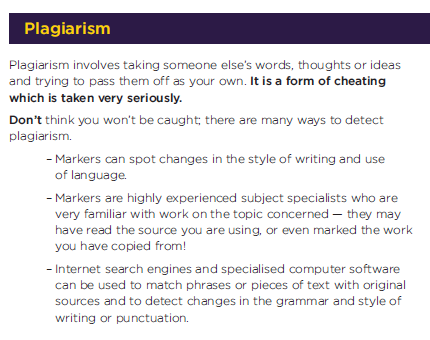 Plagiarism
Plagiarism involves taking someone else's words, thoughts or ideas
and trying to pass them off as your own. It is a form of cheating
which is taken very seriously.
Don't think you won't be caught; there are many ways to detect
plagiarism.
– Markers can spot changes in the style of writing and use
of language.
– Markers are highly experienced subject specialists who are
very familiar with work on the topic concerned — they may
have read the source you are using, or even marked the work
you have copied from!
– Internet search engines and specialised computer software
can be used to match phrases or pieces of text with original
sources and to detect changes in the grammar and style of
writing or punctuation.